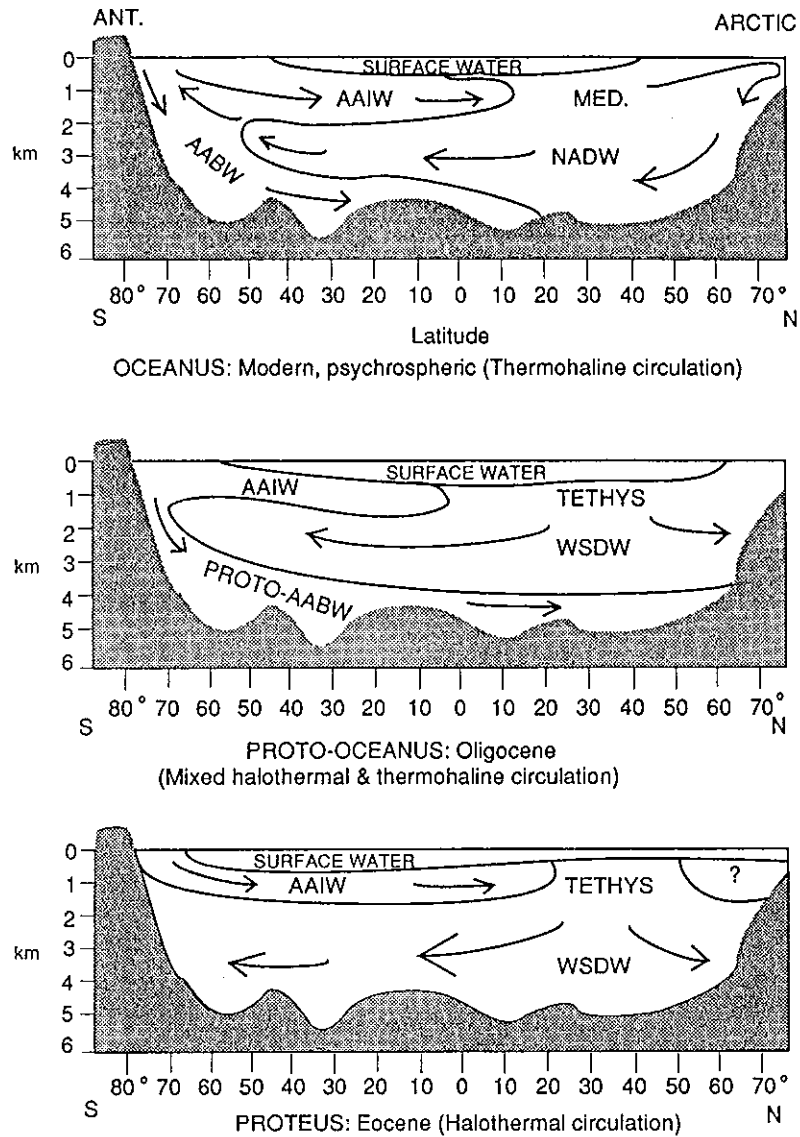 ANT.
ARCTIC
0
SURFACE WATER
1
AAIW
MED.
2
km
3
AABW
NADW
4
5
6
80° 70 60 50 40 30 20 10 0 10 20 30 40 50 60 70°
S
N
Latitude
OCEANUS: Modern, psychrospheric (Thermohaline circulation)
0
SURFACE WATER
AAIW
1
TETHYS
2
km
3
WSDW
PROTO-AABW
4
5
6
80° 70 60 50 40 30 20 10 0 10 20 30 40 50 60 70°
S
N
PROTO-OCEANUS: Oligocene
(Mixed halothermal & thermohaline circulation)
0
SURFACE WATER
?
1
AAIW
TETHYS
2
km
3
WSDW
4
5
6
80° 70 60 50 40 30 20 10 0 10 20 30 40 50 60 70°
S
N
PROTEUS: Eocene (Halothermal circulation)